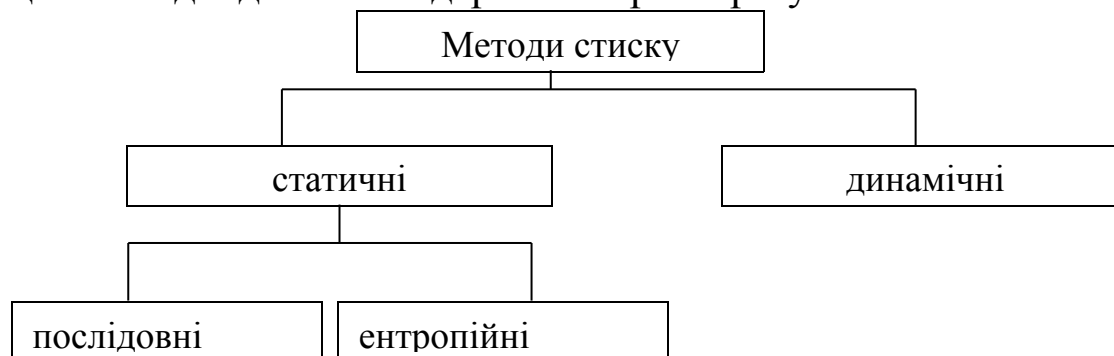 Методи стиску
статичні
динамічні
послідовні
ентропійні